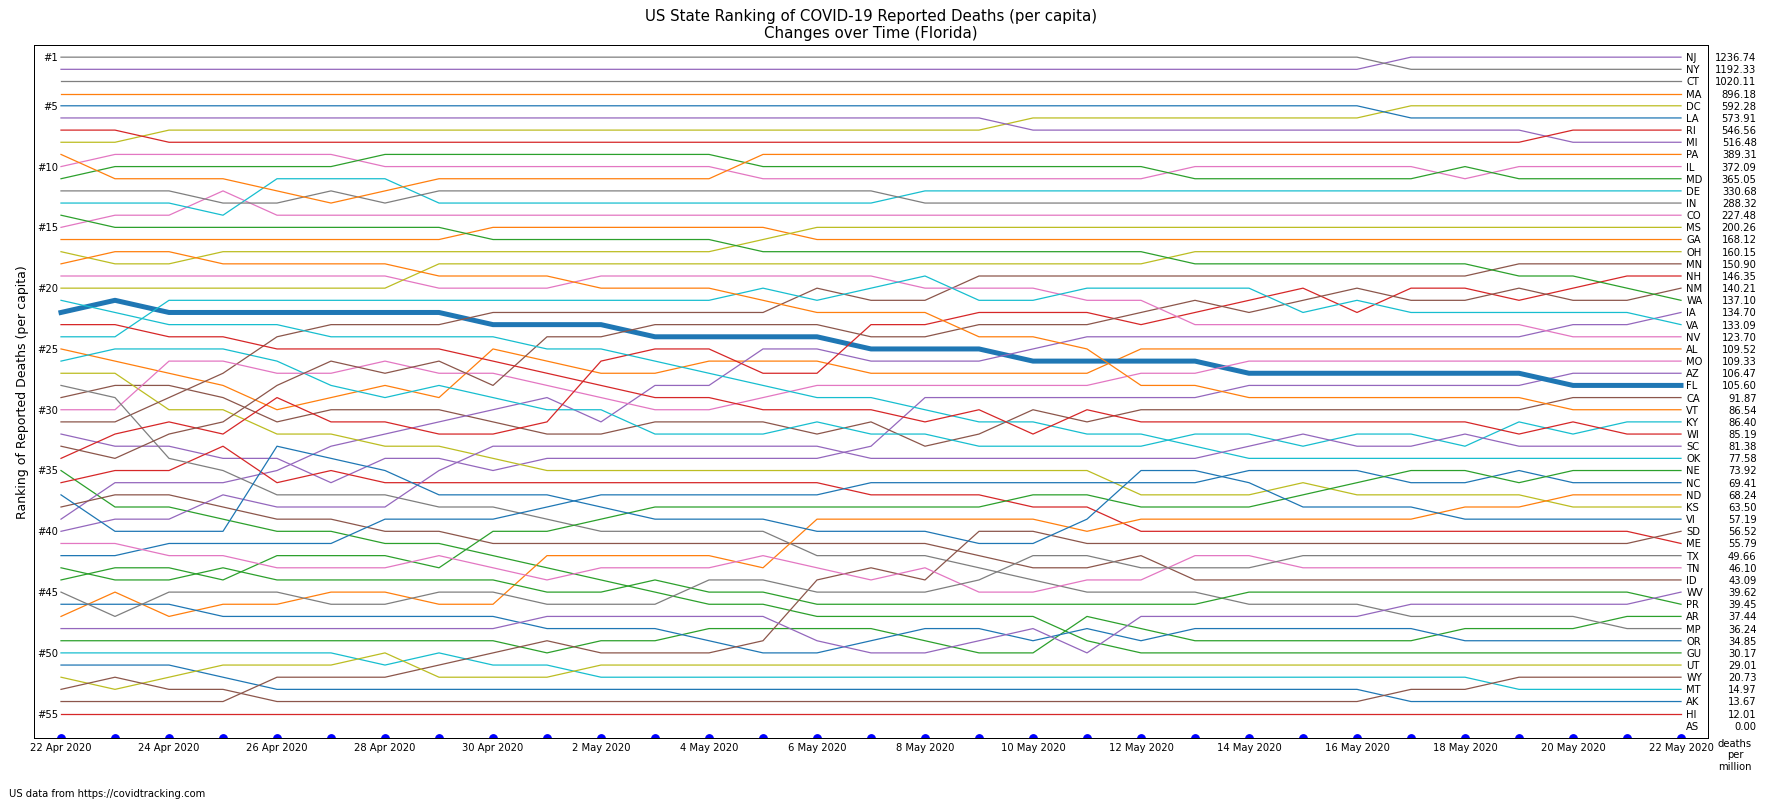 US State Ranking of COVID-19 Reported Deaths (per capita)
Changes over Time (Florida)
Ranking of Reported Deaths (per capita)
#1
#5
#10
#15
#20
#25
#30
#35
#40
#45
#50
#55
NJ 1236.74
NY 1192.33
CT 1020.11
MA 896.18
DC 592.28
LA 573.91
RI 546.56
MI 516.48
PA 389.31
IL 372.09
MD 365.05
DE 330.68
IN 288.32
CO 227.48
MS 200.26
GA 168.12
OH 160.15
MN 150.90
NH 146.35
NM 140.21
WA 137.10
IA 134.70
VA 133.09
NV 123.70
AL 109.52
MO 109.33
AZ 106.47
FL 105.60
CA 91.87
VT 86.54
KY 86.40
WI 85.19
SC 81.38
OK 77.58
NE 73.92
NC 69.41
ND 68.24
KS 63.50
VI 57.19
SD 56.52
ME 55.79
TX 49.66
TN 46.10
ID 43.09
WV 39.62
PR 39.45
AR 37.44
MP 36.24
OR 34.85
GU 30.17
UT 29.01
WY 20.73
MT 14.97
AK 13.67
HI 12.01
AS 0.00
22 Apr 2020 24 Apr 2020 26 Apr 2020 28 Apr 2020 30 Apr 2020 2 May 2020 4 May 2020 6 May 2020 8 May 2020 10 May 2020 12 May 2020 14 May 2020 16 May 2020 18 May 2020 20 May 2020 22 May 2020
deaths
per
million
US data from https://covidtracking.com